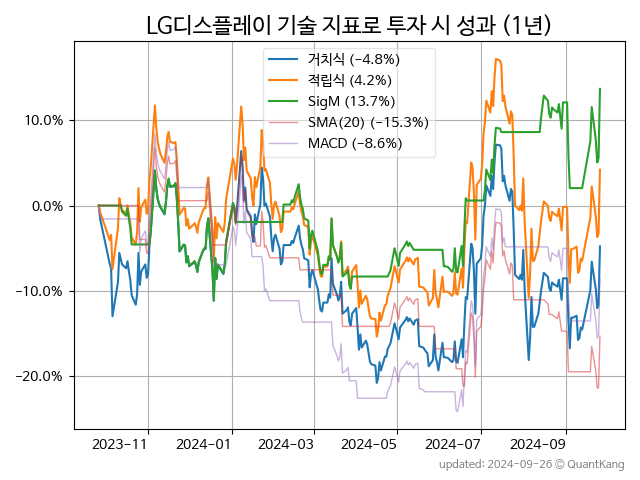 LG디스플레이 기술 지표로 투자 시 성과 (1년)
거치식 (−4.8%)
적립식 (4.2%)
SigM (13.7%)
SMA(20) (−15.3%)
MACD (−8.6%)
10.0%
0.0%
−10.0%
−20.0%
2023-11 2024-01 2024-03 2024-05 2024-07 2024-09
updated: 2024-09-26 © QuantKang